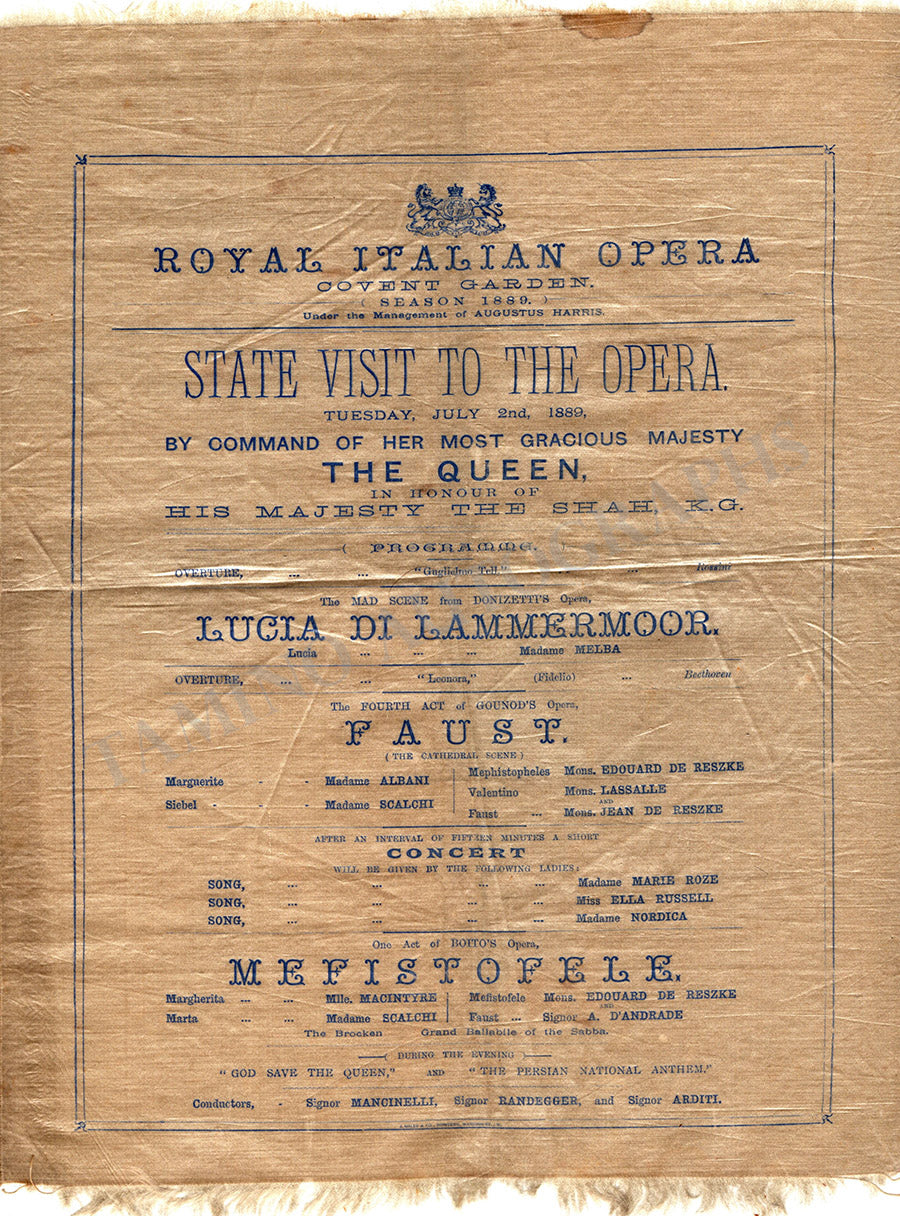 ROYAL ITALIAN OPERA
COVENT GARDEN.
( SEASON 1889. )
Under the Management of AUGUSTUS HARRIS.
STATE VISIT TO THE OPERA.
TUESDAY, JULY 2nd, 1889,
BY COMMAND OF HER MOST GRACIOUS MAJESTY
THE QUEEN,
IN HONOUR OF
HIS MAJESTY THE SHAH, K.G.
( PROGRAMME. )
OVERTURE, ... ... "Guglielmo Tell," ... Rossini
The MAD SCENE from DONIZETTI'S Opera,
LUCIA DI LAMMERMOOR.
Lucia ... ... ... Madame MELBA
OVERTURE, ... ... "Leonora," (Fidelio) ... Beethoven
The FOURTH ACT of GOUNOD'S Opera,
FAUST.
( THE CATHEDRAL SCENE )
Marguerite - - Madame ALBANI
Siebel - - - Madame SCALCHI
Mephistopheles Mons. EDOUARD DE RESZKE
Valentino Mons. LASSALLE
AND
Faust ... Mons. JEAN DE RESZKE
AFTER AN INTERVAL OF FIFTEEN MINUTES A SHORT
CONCERT
WILL BE GIVEN BY THE FOLLOWING LADIES:
SONG, ... ... ... ... Madame MARIE ROZE
SONG, ... ... ... ... Miss ELLA RUSSELL
SONG, ... ... ... ... Madame NORDICA
One Act of BOITO'S Opera,
MEFISTOFELE.
Margherita ... ... Mlle. MACINTYRE
Marta ... ... Madame SCALCHI
Mefistofele Mons. EDOUARD DE RESZKE
AND
Faust ... Signor A. D'ANDRADE
The Brocken Grand Ballabile of the Sabba.
( DURING THE EVENING )
"GOD SAVE THE QUEEN," AND "THE PERSIAN NATIONAL ANTHEM."
Conductors, - Signor MANCINELLI, Signor RANDEGGER, and Signor ARDITI.
TAMINO AUTOGRAPHS